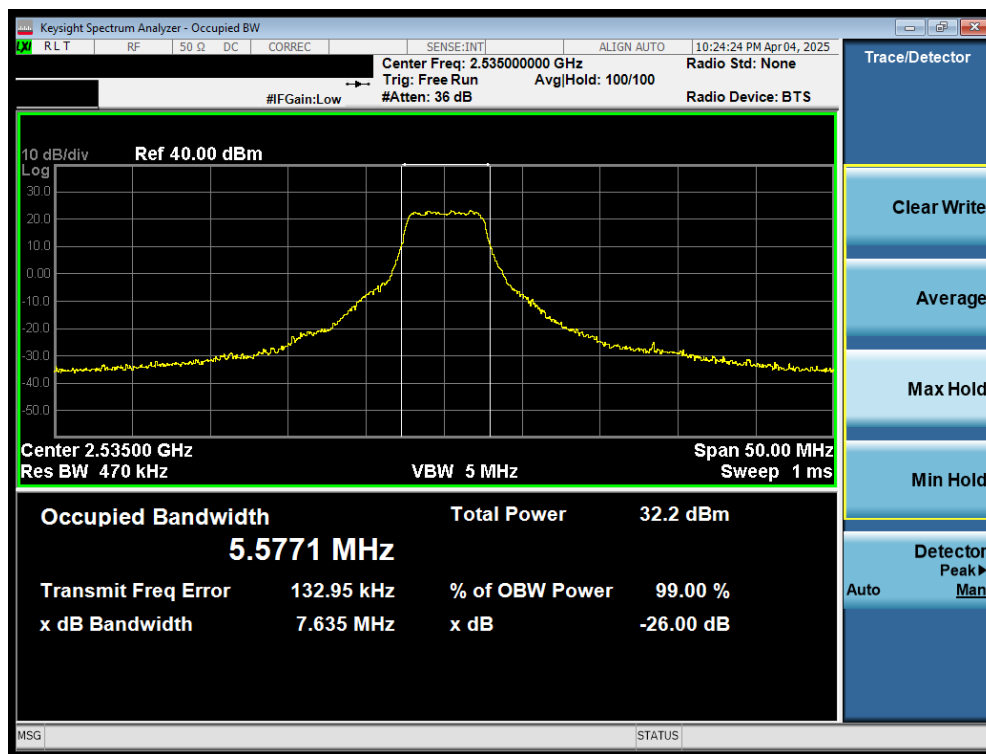 Keysight Spectrum Analyzer - Occupied BW
LXI RLT RF 50 Ω DC CORREC SENSE:INT ALIGN AUTO 10:24:24 PM Apr 04, 2025
Center Freq: 2.535000000 GHz Radio Std: None
Trig: Free Run Avg|Hold: 100/100
#IFGain:Low #Atten: 36 dB Radio Device: BTS
10 dB/div Ref 40.00 dBm
Log
30.0
20.0
10.0
0.00
-10.0
-20.0
-30.0
-40.0
-50.0
Center 2.53500 GHz Span 50.00 MHz
Res BW 470 kHz VBW 5 MHz Sweep 1 ms
Occupied Bandwidth Total Power 32.2 dBm
5.5771 MHz
Transmit Freq Error 132.95 kHz % of OBW Power 99.00 %
x dB Bandwidth 7.635 MHz x dB -26.00 dB
MSG STATUS
Trace/Detector
Clear Write
Average
Max Hold
Min Hold
Detector
Peak▶
Auto Man